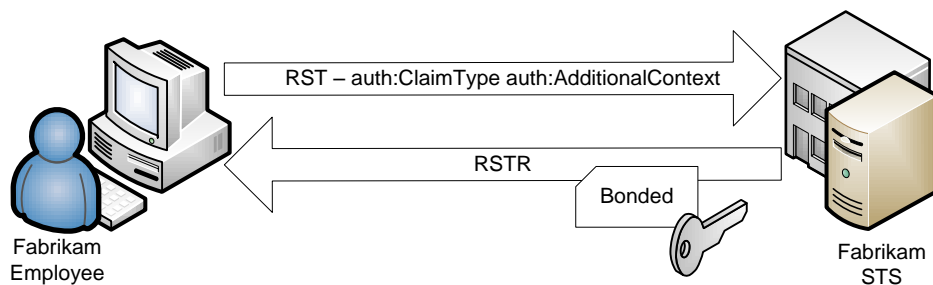 RST – auth:ClaimType auth:AdditionalContext
RSTR
Bonded
Fabrikam
Employee
Fabrikam
STS